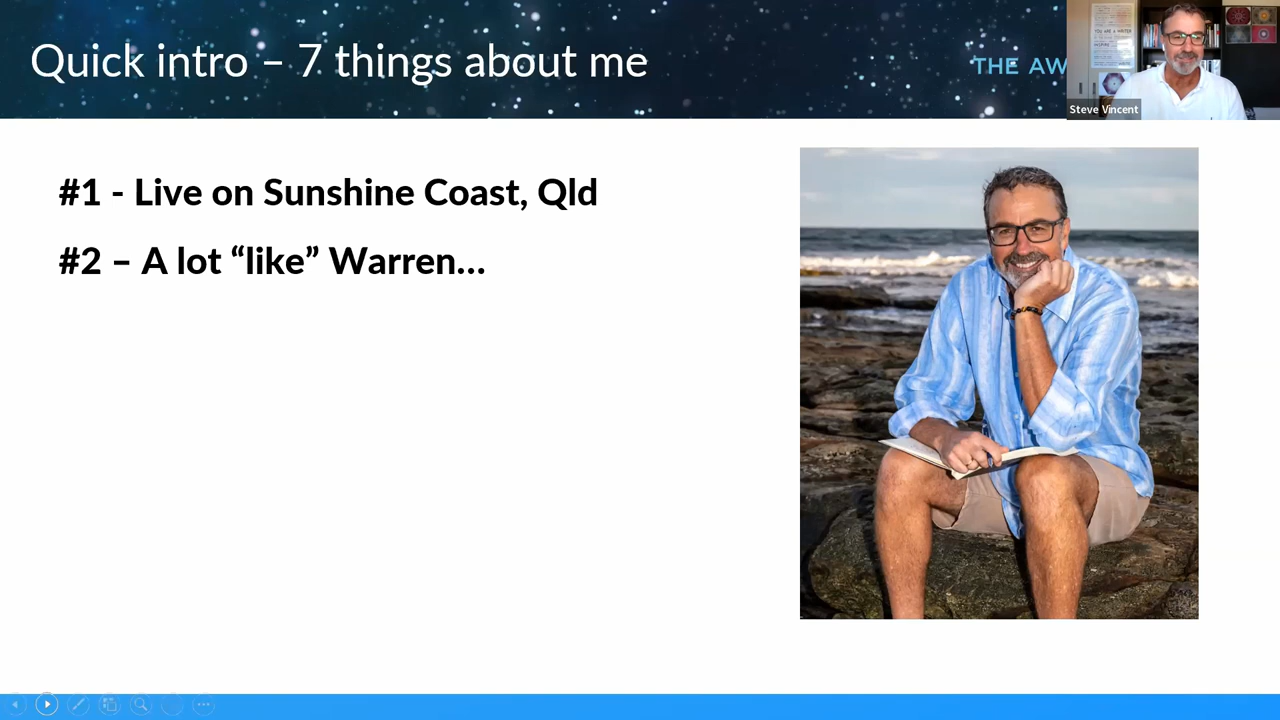 Quick intro – 7 things about me
THE AW
Steve Vincent
#1 - Live on Sunshine Coast, Qld
#2 – A lot “like” Warren...